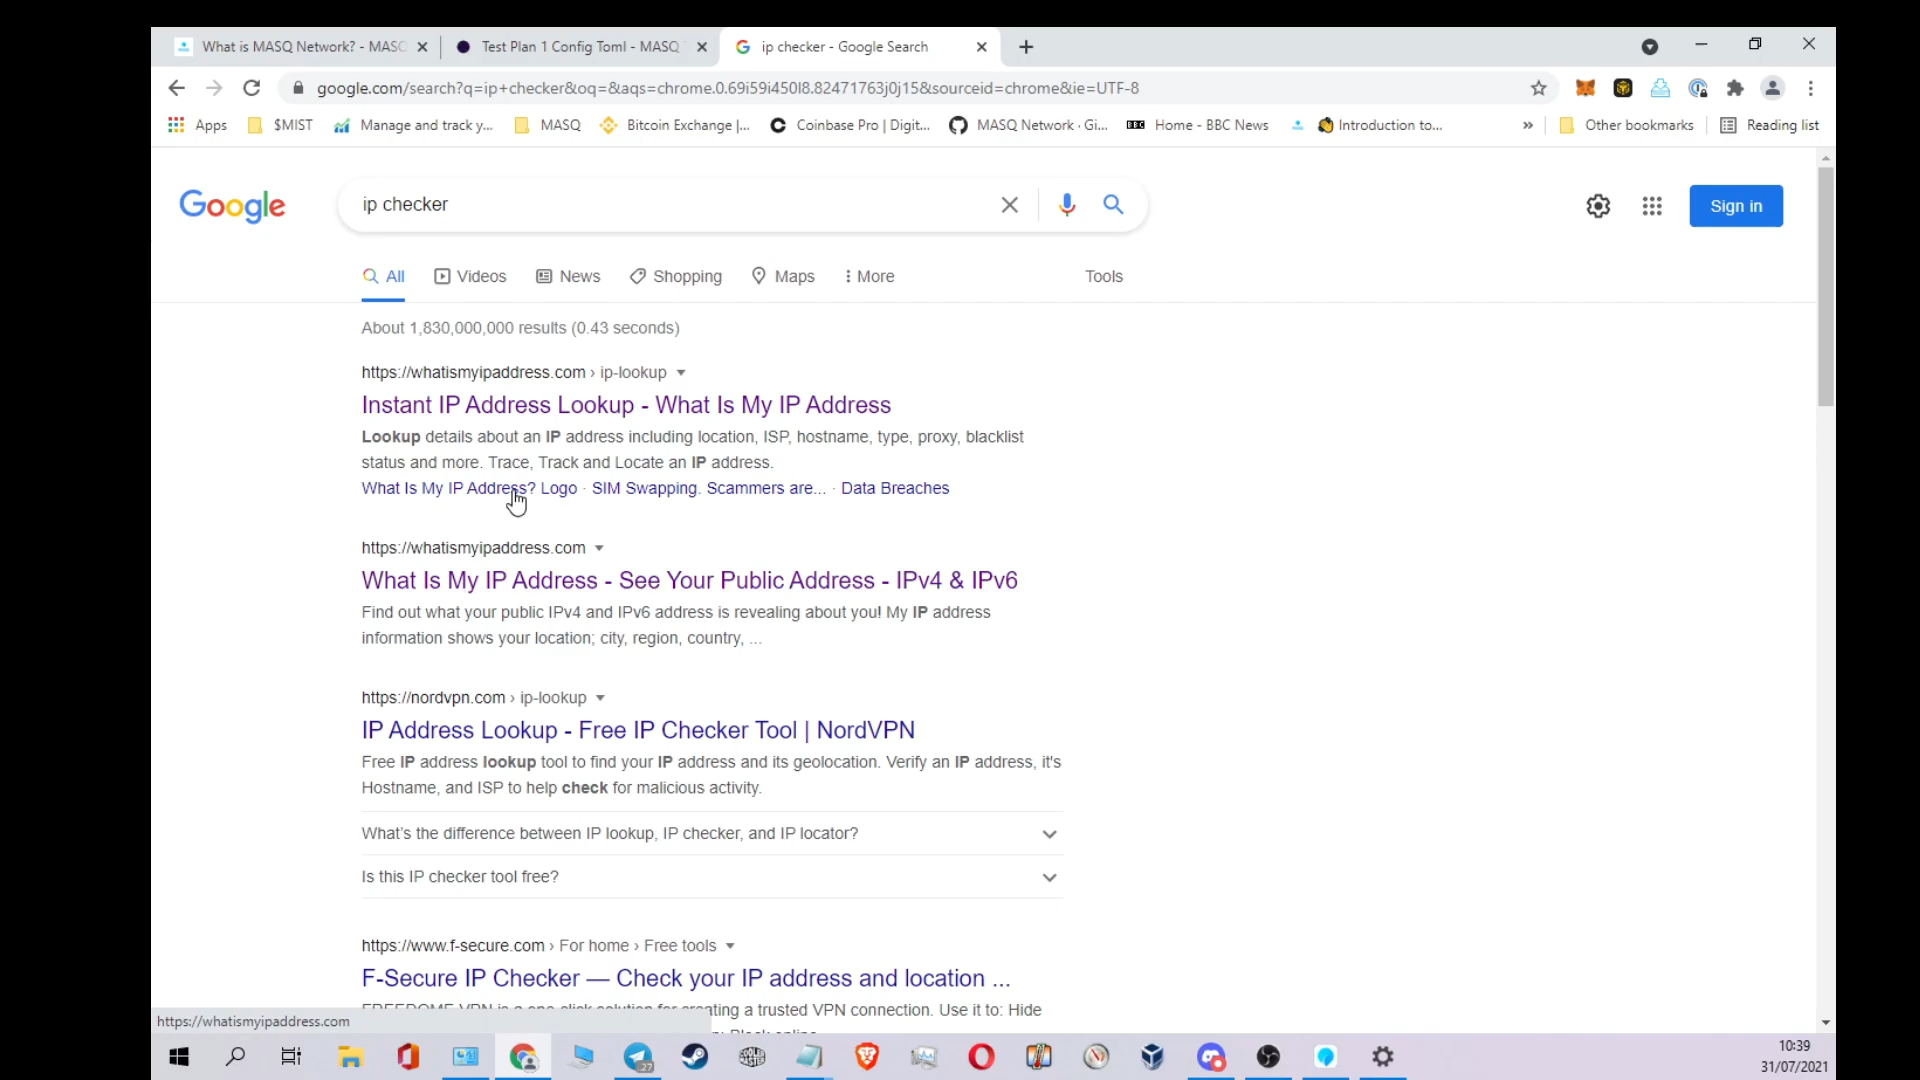 What is MASQ Network? - MASQ
Test Plan 1 Config Toml - MASQ
ip checker - Google Search
google.com/search?q=ip+checker&oq=&aqs=chrome.0.69i59i450l8.82471763j0j15&sourceid=chrome&ie=UTF-8
Apps
$MIST
Manage and track y...
MASQ
Bitcoin Exchange |...
Coinbase Pro | Digit...
MASQ Network · Gi...
BBC
Home - BBC News
Introduction to...
»
Other bookmarks
Reading list
Google
ip checker
Sign in
All
Videos
News
Shopping
Maps
More
Tools
About 1,830,000,000 results (0.43 seconds)
https://whatismyipaddress.com › ip-lookup
Instant IP Address Lookup - What Is My IP Address
Lookup details about an IP address including location, ISP, hostname, type, proxy, blacklist
status and more. Trace, Track and Locate an IP address.
What Is My IP Address? Logo · SIM Swapping. Scammers are... · Data Breaches
https://whatismyipaddress.com
What Is My IP Address - See Your Public Address - IPv4 & IPv6
Find out what your public IPv4 and IPv6 address is revealing about you! My IP address
information shows your location; city, region, country, ...
https://nordvpn.com › ip-lookup
IP Address Lookup - Free IP Checker Tool | NordVPN
Free IP address lookup tool to find your IP address and its geolocation. Verify an IP address, it's
Hostname, and ISP to help check for malicious activity.
What's the difference between IP lookup, IP checker, and IP locator?
Is this IP checker tool free?
https://www.f-secure.com › For home › Free tools
F-Secure IP Checker — Check your IP address and location ...
FREEDOME VPN is a one-click solution for creating a trusted VPN connection. Use it to: Hide
https://whatismyipaddress.com
27
10:39
31/07/2021